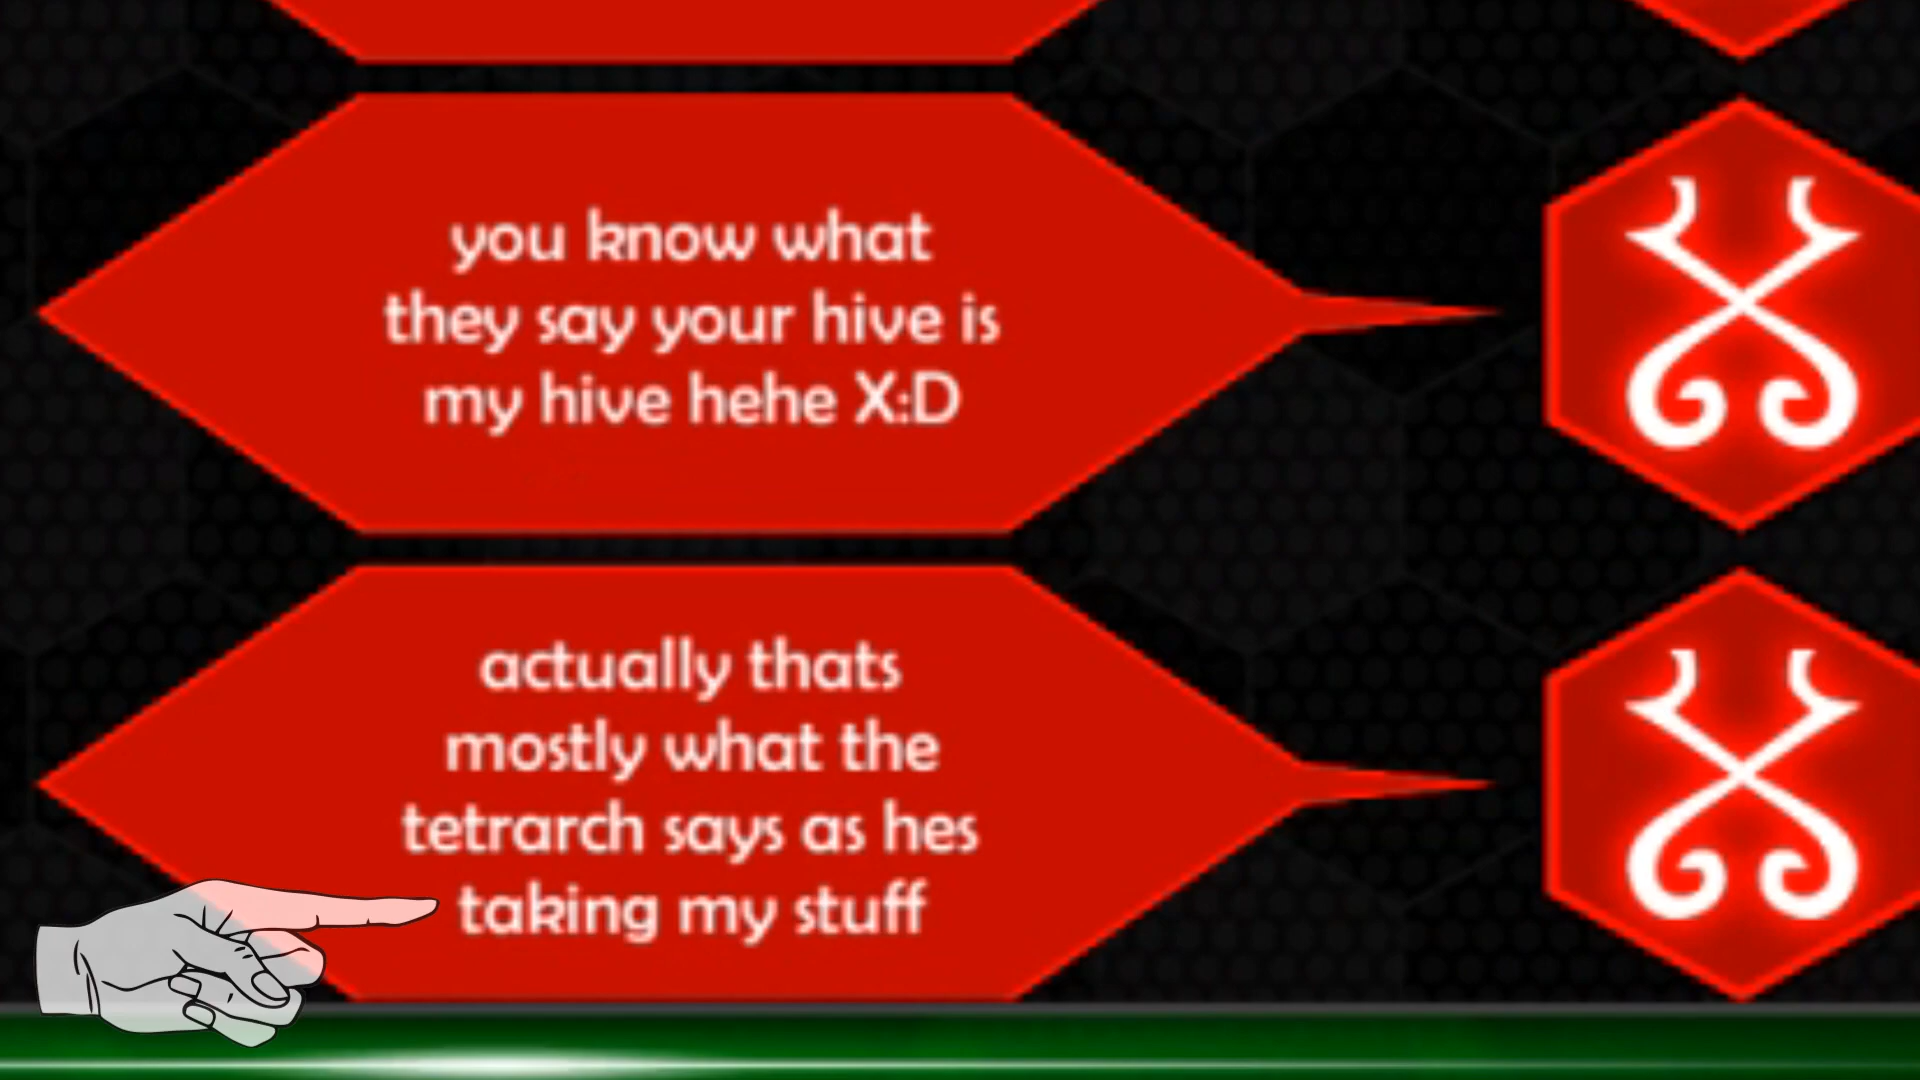 you know what
they say your hive is
my hive hehe X:D
actually thats
mostly what the
tetrarch says as hes
taking my stuff